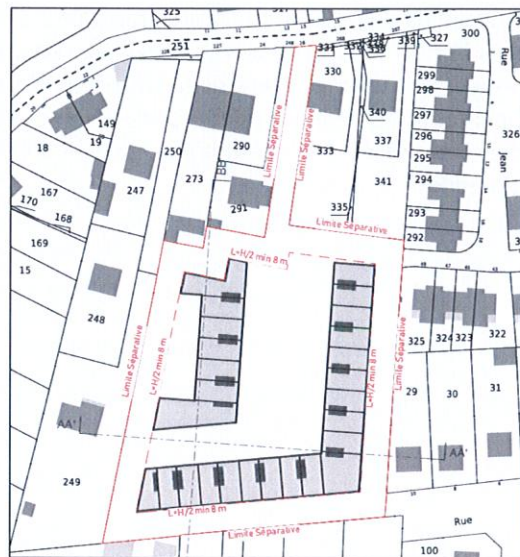 325
251
300
327
336
330
299
298
297
296
295
294
293
292
Rue
326
Jean
149
19
18
167
170
168
169
15
247
250
273
290
291
333
340
337
341
335
Limite Séparative
Limite Séparative
Limite Séparative
Limite Séparative
L=H/2 min 8 m
248
Limite Séparative
L=H/2 min 8 m
L=H/2 min 8 m
Limite Séparative
325
324
323
322
29
30
31
AA'
AA'
249
L=H/2 min 8 m
Limite Séparative
Rue
100